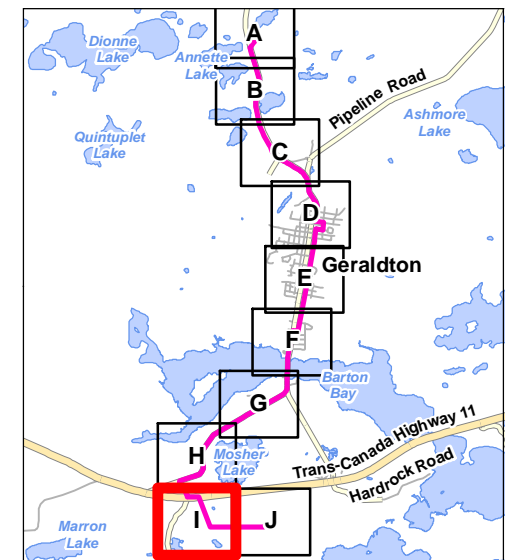 A
Dionne
Lake
Annette
Lake
B
Pipeline Road
Ashmore
Lake
Quintuplet
Lake
C
D
Geraldton
E
F
Barton
Bay
G
Trans-Canada Highway 11
H
Mosher
Lake
Hardrock Road
I
J
Marron
Lake